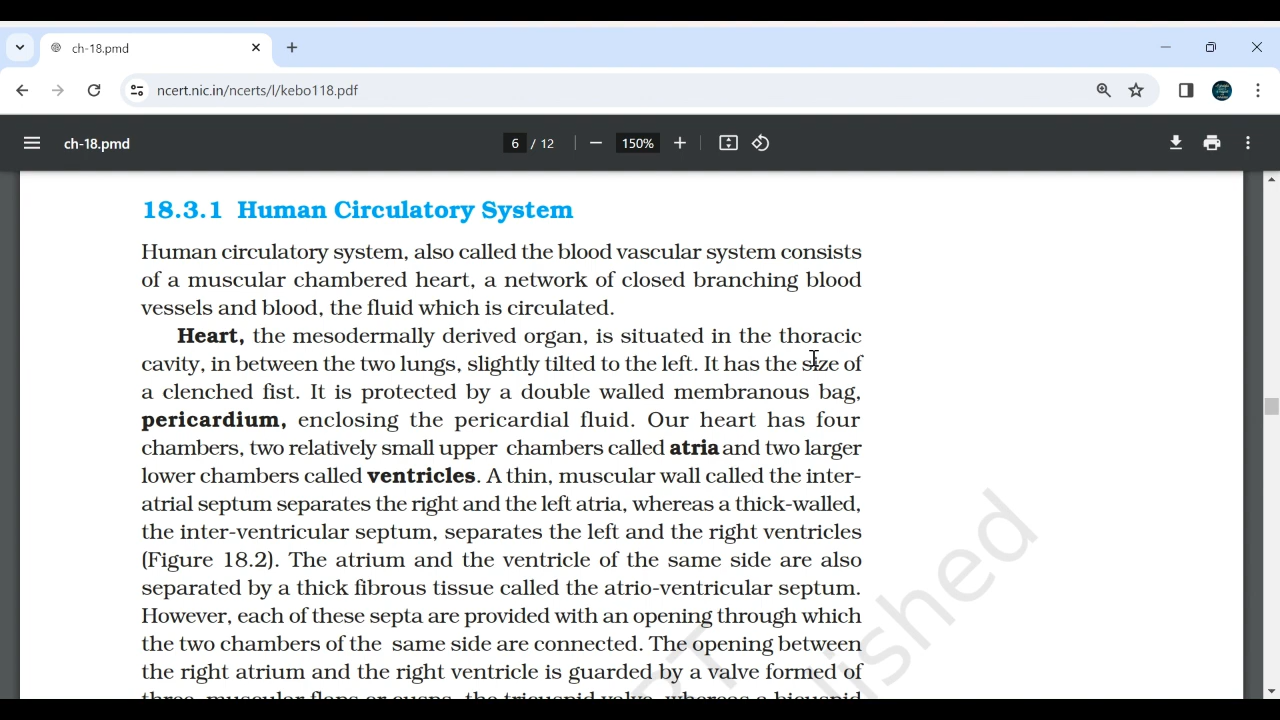 ch-18.pmd
ncert.nic.in/ncerts/l/kebo118.pdf
ch-18.pmd
6 / 12
150%
18.3.1 Human Circulatory System
Human circulatory system, also called the blood vascular system consists
of a muscular chambered heart, a network of closed branching blood
vessels and blood, the fluid which is circulated.
Heart, the mesodermally derived organ, is situated in the thoracic
cavity, in between the two lungs, slightly tilted to the left. It has the size of
a clenched fist. It is protected by a double walled membranous bag,
pericardium, enclosing the pericardial fluid. Our heart has four
chambers, two relatively small upper chambers called atria and two larger
lower chambers called ventricles. A thin, muscular wall called the inter-
atrial septum separates the right and the left atria, whereas a thick-walled,
the inter-ventricular septum, separates the left and the right ventricles
(Figure 18.2). The atrium and the ventricle of the same side are also
separated by a thick fibrous tissue called the atrio-ventricular septum.
However, each of these septa are provided with an opening through which
the two chambers of the same side are connected. The opening between
the right atrium and the right ventricle is guarded by a valve formed of
three muscular flaps or cusps, the tricuspid valve, whereas a bicuspid